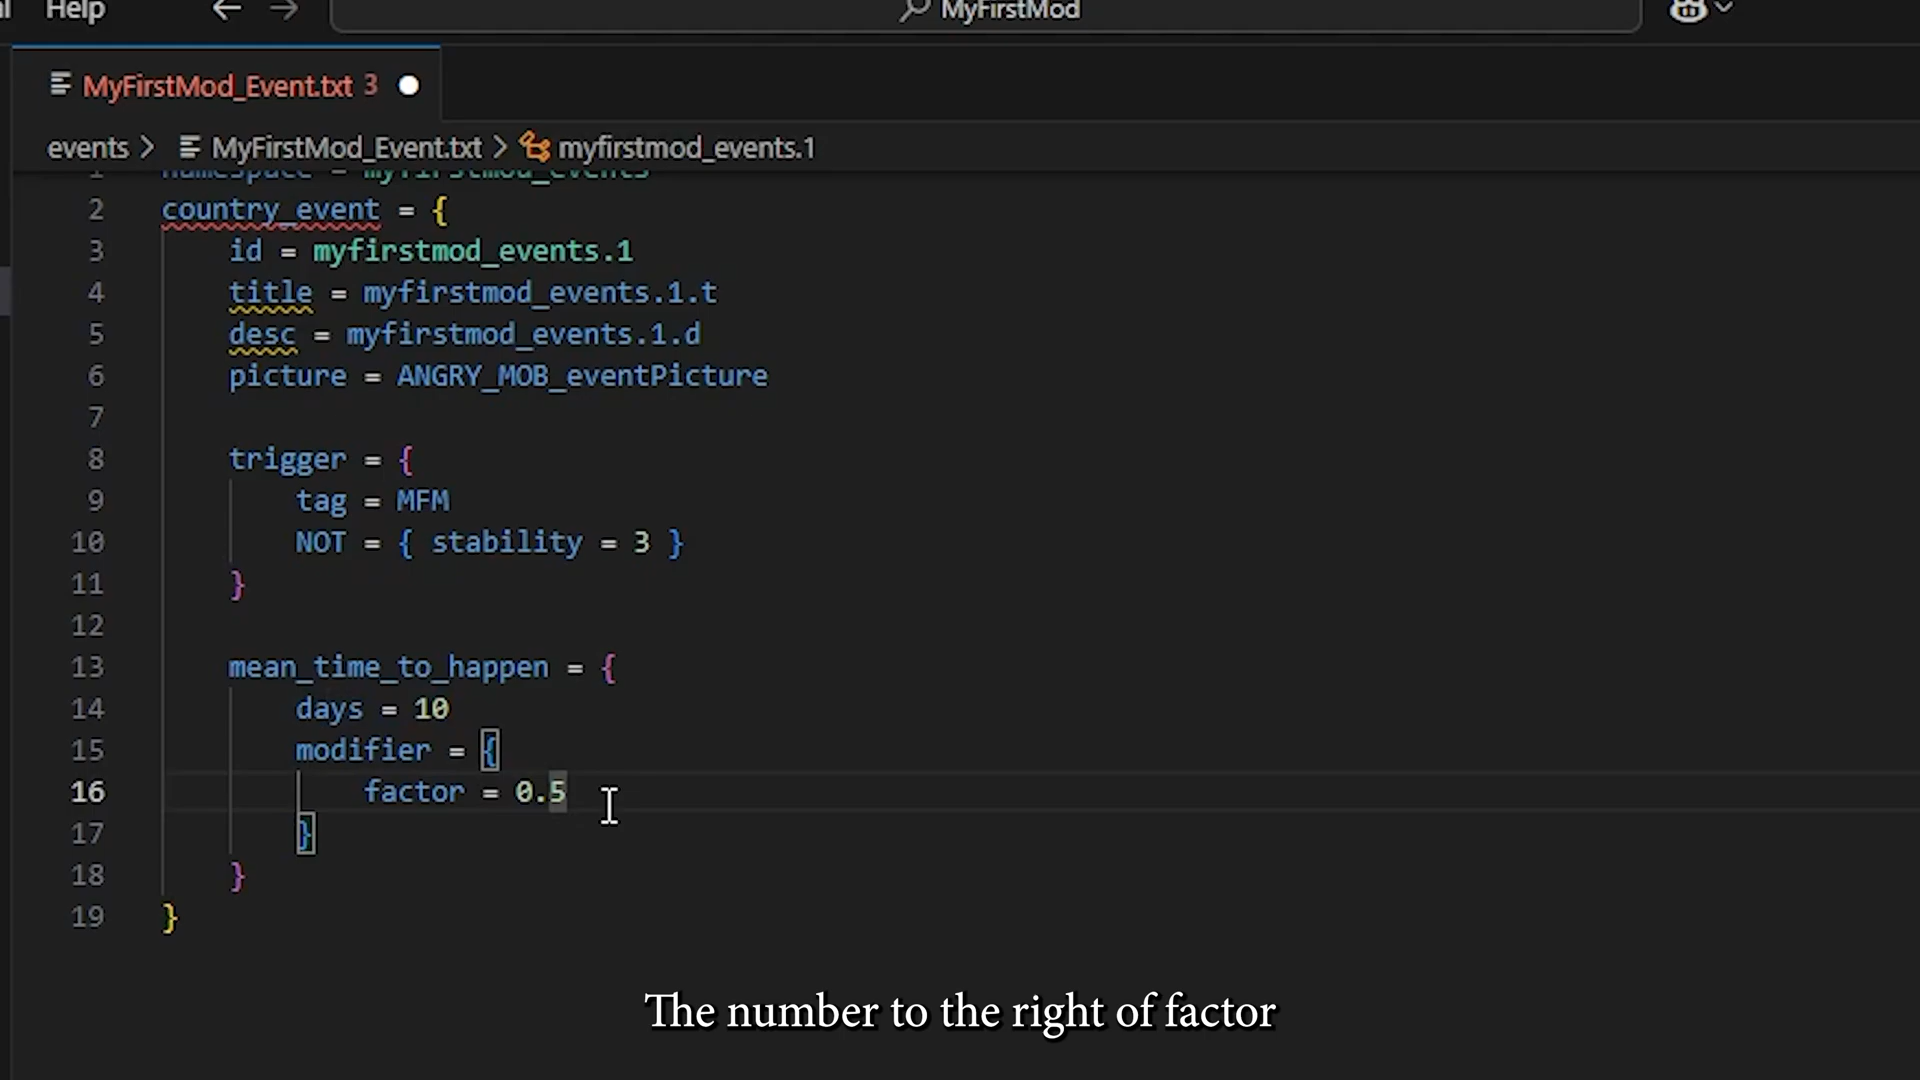 Help
MyFirstMod
MyFirstMod_Event.txt 3
events > MyFirstMod_Event.txt > myfirstmod_events.1
1 namespace = myfirstmod_events
2 country_event = {
3 id = myfirstmod_events.1
4 title = myfirstmod_events.1.t
5 desc = myfirstmod_events.1.d
6 picture = ANGRY_MOB_eventPicture
7
8 trigger = {
9 tag = MFM
10 NOT = { stability = 3 }
11 }
12
13 mean_time_to_happen = {
14 days = 10
15 modifier = {
16 factor = 0.5
17 }
18 }
19 }
The number to the right of factor